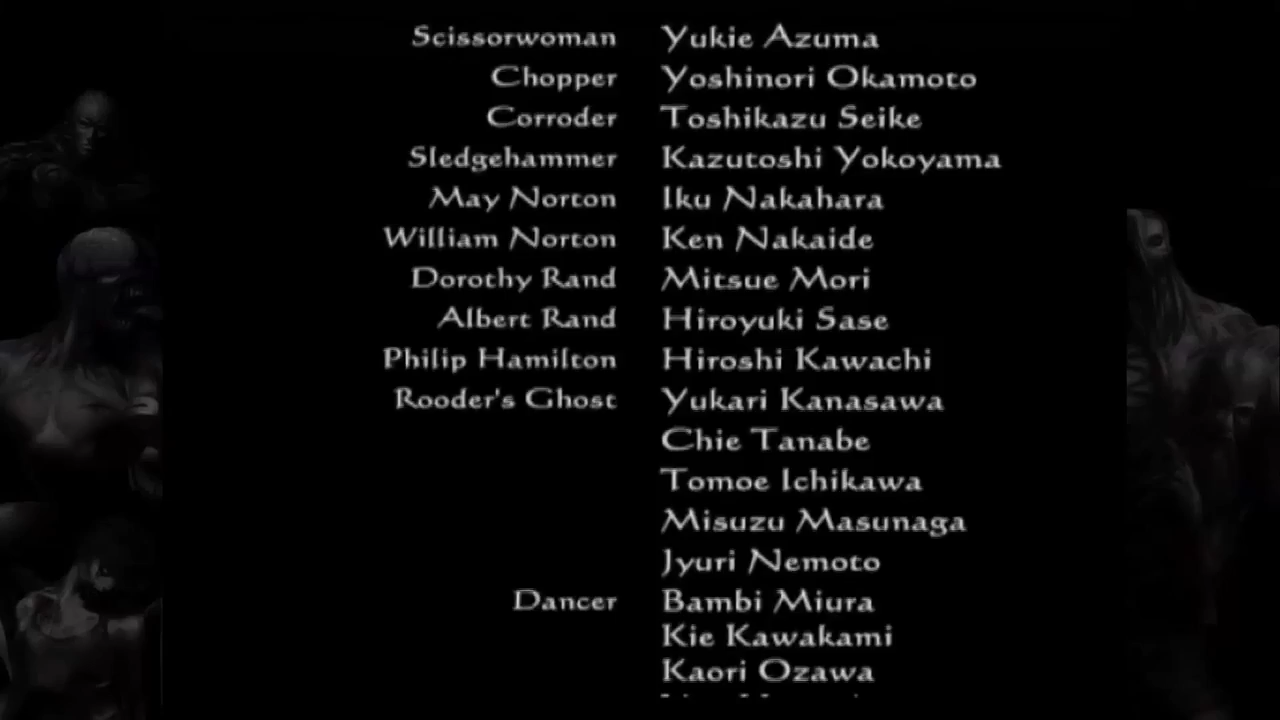 Scissorwoman Yukie Azuma
Chopper Yoshinori Okamoto
Corroder Toshikazu Seike
Sledgehammer Kazutoshi Yokoyama
May Norton Iku Nakahara
William Norton Ken Nakaide
Dorothy Rand Mitsue Mori
Albert Rand Hiroyuki Sase
Philip Hamilton Hiroshi Kawachi
Rooder's Ghost Yukari Kanasawa
Chie Tanabe
Tomoe Ichikawa
Misuzu Masunaga
Jyuri Nemoto
Dancer Bambi Miura
Kie Kawakami
Kaori Ozawa